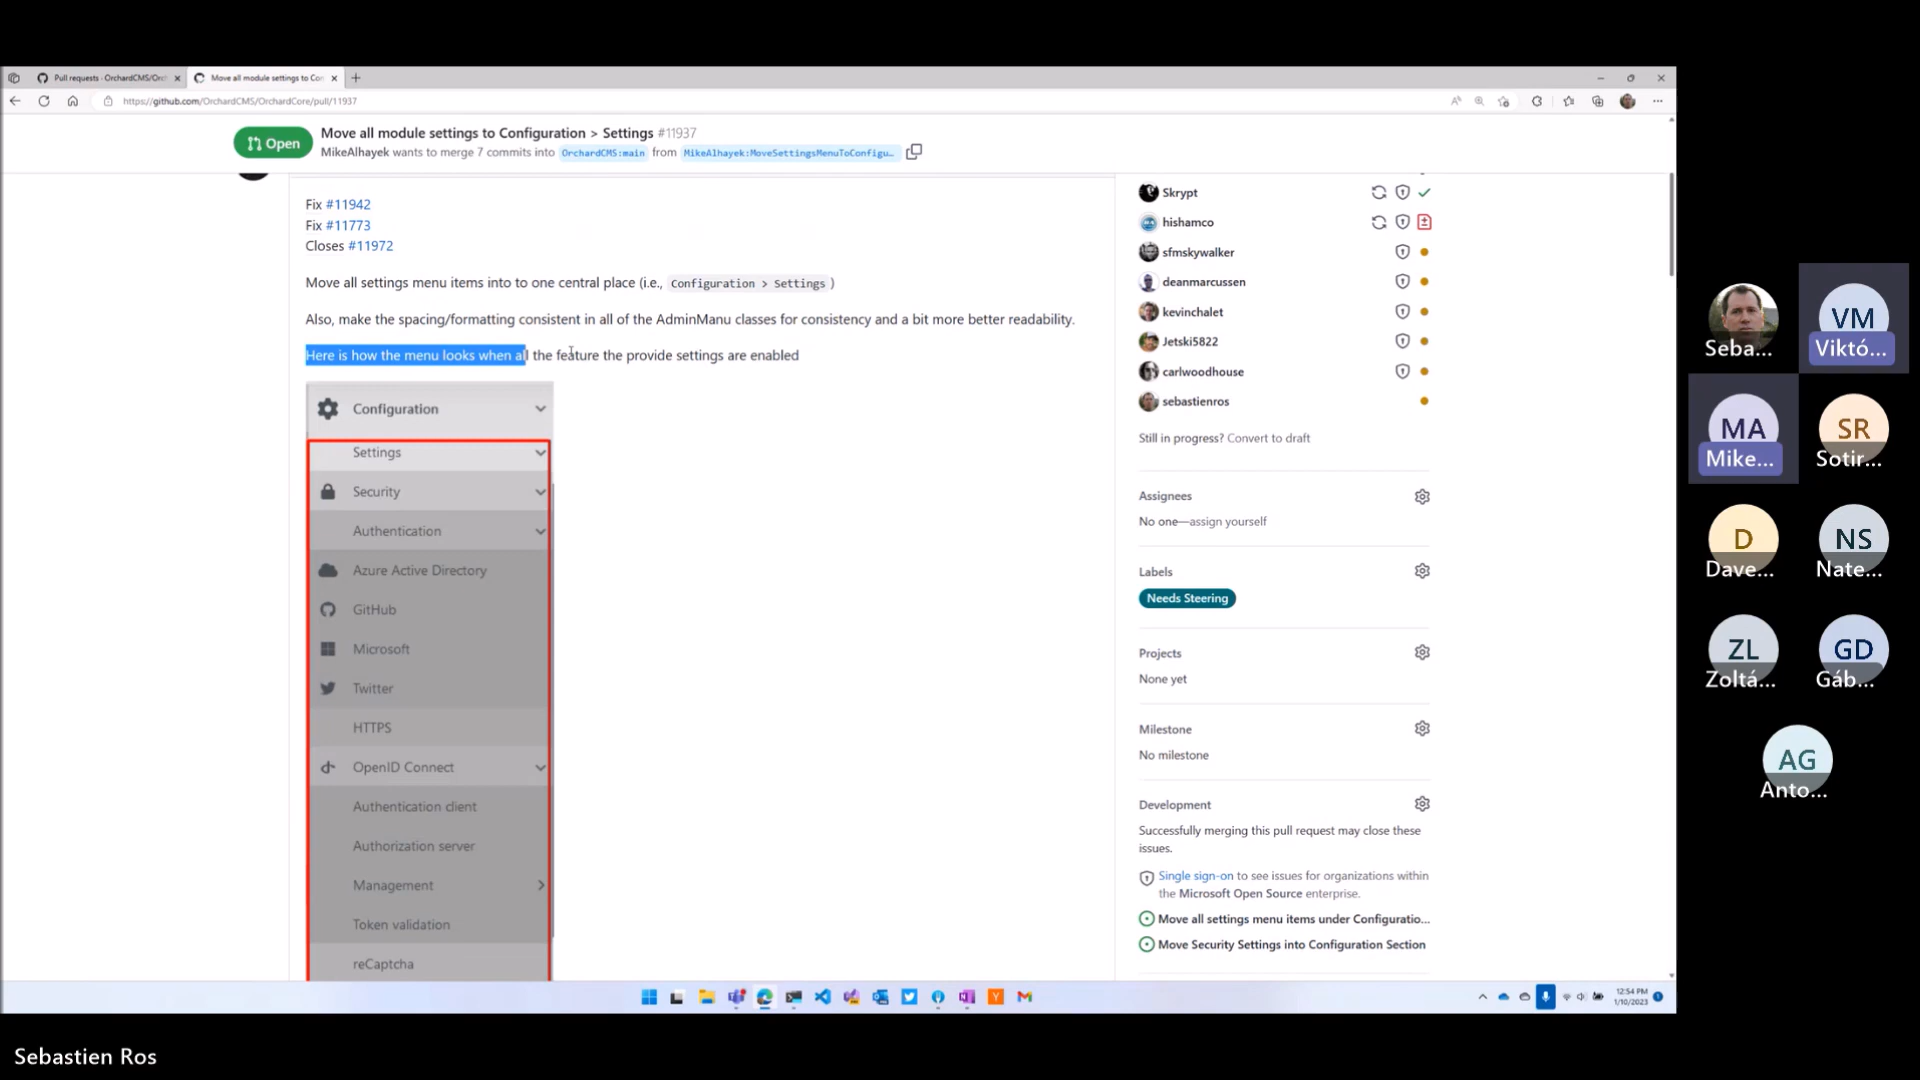 Pull requests · OrchardCMS/Orc
Move all module settings to Con
https://github.com/OrchardCMS/OrchardCore/pull/11937
Open
Move all module settings to Configuration > Settings #11937
MikeAlhayek wants to merge 7 commits into OrchardCMS:main from MikeAlhayek:MoveSettingsMenuToConfigu…
Fix #11942
Fix #11773
Closes #11972
Move all settings menu items into to one central place (i.e., Configuration > Settings )
Also, make the spacing/formatting consistent in all of the AdminManu classes for consistency and a bit more better readability.
Here is how the menu looks when all the feature the provide settings are enabled
Configuration
Settings
Security
Authentication
Azure Active Directory
GitHub
Microsoft
Twitter
HTTPS
OpenID Connect
Authentication client
Authorization server
Management
Token validation
reCaptcha
Skrypt
hishamco
sfmskywalker
deanmarcussen
kevinchalet
Jetski5822
carlwoodhouse
sebastienros
Still in progress? Convert to draft
Assignees
No one—assign yourself
Labels
Needs Steering
Projects
None yet
Milestone
No milestone
Development
Successfully merging this pull request may close these
issues.
Single sign-on to see issues for organizations within
the Microsoft Open Source enterprise.
Move all settings menu items under Configuratio...
Move Security Settings into Configuration Section
12:54 PM
1/10/2023
Seba...
VM
Viktó...
MA
Mike...
SR
Sotir...
D
Dave...
NS
Nate...
ZL
Zoltá...
GD
Gáb...
AG
Anto...
Sebastien Ros